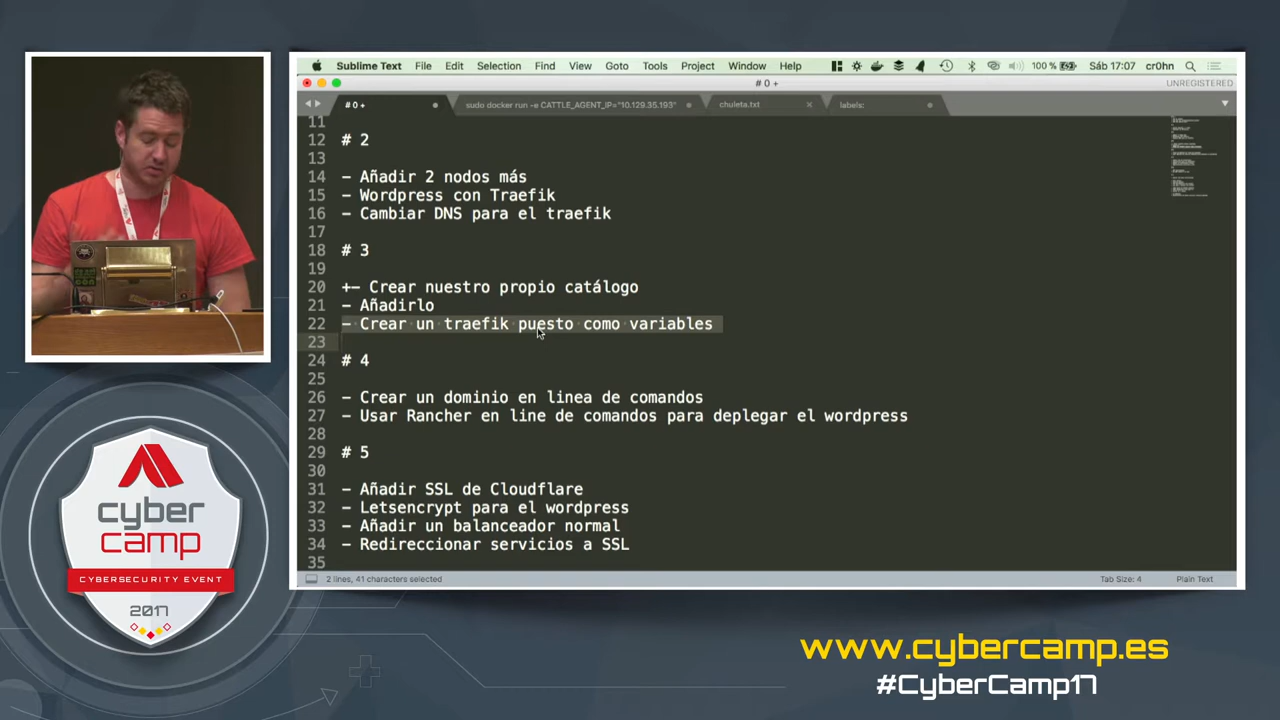 Sublime Text File Edit Selection Find View Goto Tools Project Window Help 100 % Sáb 17:07 cr0hn
# 0 + UNREGISTERED
# 0 + sudo docker run -e CATTLE_AGENT_IP="10.129.35.193" chuleta.txt labels:
11
12 # 2
13
14 - Añadir 2 nodos más
15 - Wordpress con Traefik
16 - Cambiar DNS para el traefik
17
18 # 3
19
20 +- Crear nuestro propio catálogo
21 - Añadirlo
22 - Crear un traefik puesto como variables
23
24 # 4
25
26 - Crear un dominio en linea de comandos
27 - Usar Rancher en line de comandos para deplegar el wordpress
28
29 # 5
30
31 - Añadir SSL de Cloudflare
32 - Letsencrypt para el wordpress
33 - Añadir un balanceador normal
34 - Redireccionar servicios a SSL
35
2 lines, 41 characters selected Tab Size: 4 Plain Text
cyber
camp
CYBERSECURITY EVENT
2017
www.cybercamp.es
#CyberCamp17